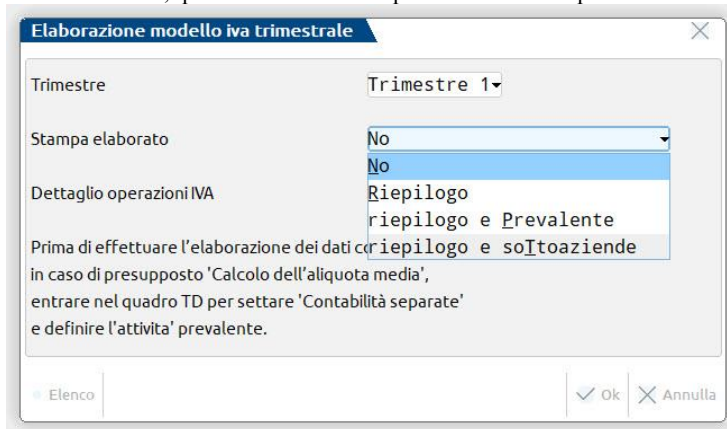 Elaborazione modello iva trimestrale
Trimestre
Trimestre 1
Stampa elaborato
No
No
Riepilogo
Dettaglio operazioni IVA
riepilogo e Prevalente
riepilogo e soTtoaziende
Prima di effettuare l'elaborazione dei dati
in caso di presupposto 'Calcolo dell'aliquota media',
entrare nel quadro TD per settare 'Contabilità separate'
e definire l'attivita' prevalente.
Elenco
Ok
Annulla